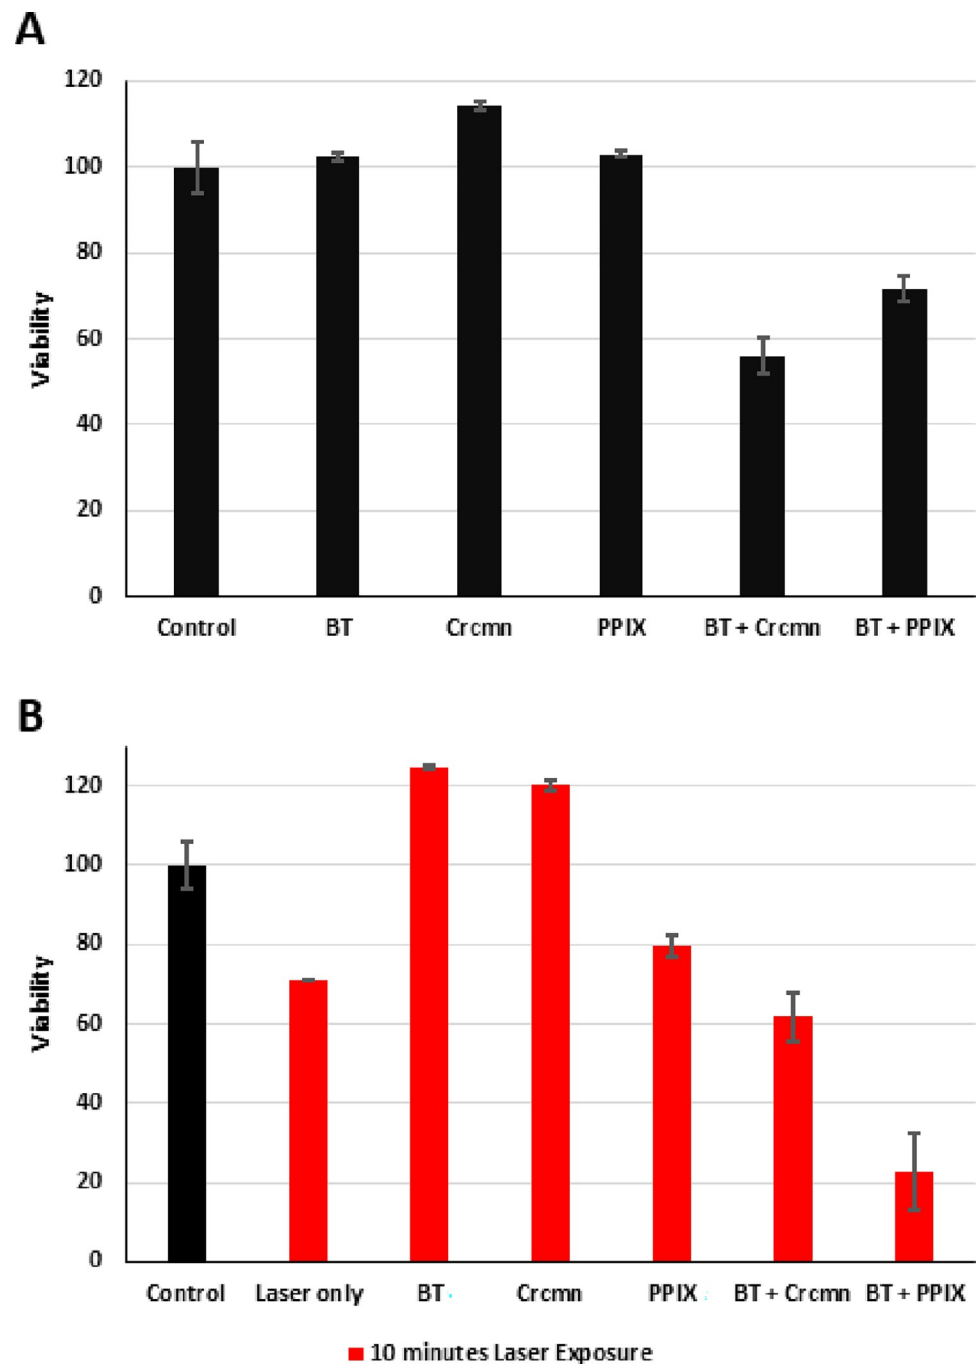 A
120
100
80
60
40
20
0
Viability
Control BT Crcmn PPIX BT + Crcmn BT + PPIX
B
120
100
80
60
40
20
0
Viability
Control Laser only BT Crcmn PPIX BT + Crcmn BT + PPIX
10 minutes Laser Exposure